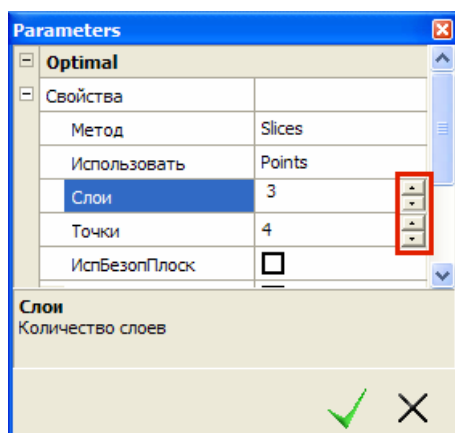 Parameters
Optimal
Свойства
Метод Slices
Использовать Points
Слои 3
Точки 4
ИспБезопПлоск
Слои
Количество слоев